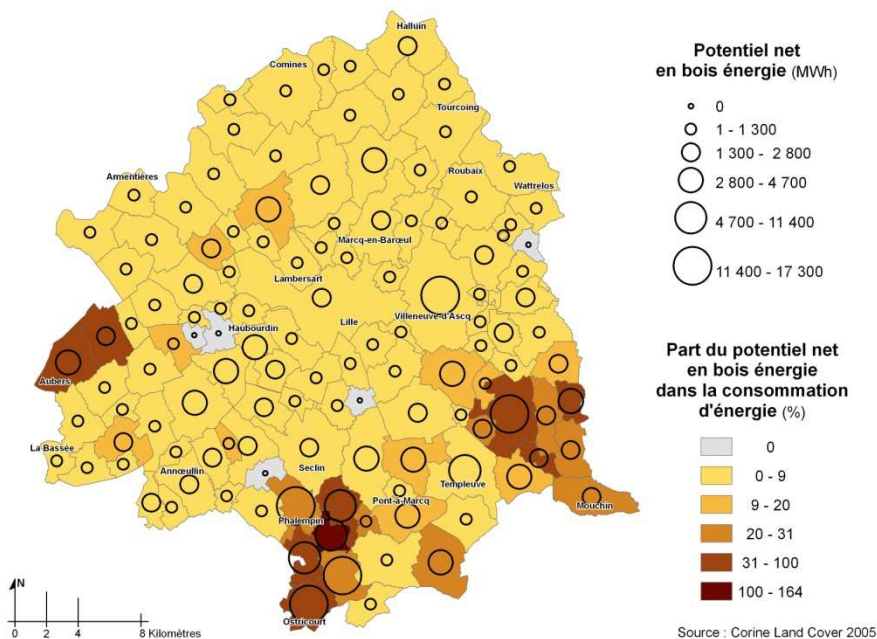 Halluin
Comines
Tourcoing
Armentières
Roubaix
Wattrelos
Marcq-en-Barœul
Lambersart
Villeneuve-d'Ascq
Lille
Haubourdin
Aubers
La Bassée
Annœullin
Seclin
Templeuve
Pont-à-Marcq
Mouchin
Phalempin
Ostricourt
N
0 2 4 8 Kilomètres
Potentiel net
en bois énergie (MWh)
0
1 - 1 300
1 300 - 2 800
2 800 - 4 700
4 700 - 11 400
11 400 - 17 300
Part du potentiel net
en bois énergie
dans la consommation
d'énergie (%)
0
0 - 9
9 - 20
20 - 31
31 - 100
100 - 164
Source : Corine Land Cover 2005